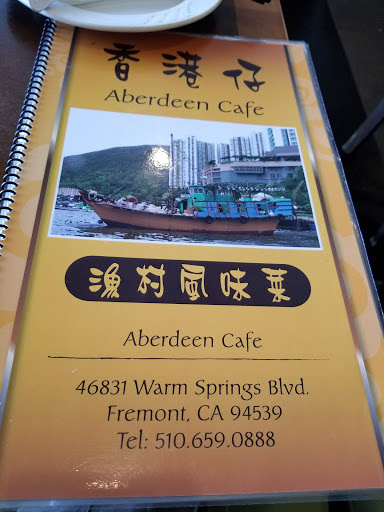 香港仔
Aberdeen Cafe
漁村風味菜
Aberdeen Cafe
46831 Warm Springs Blvd.
Fremont, CA 94539
Tel: 510.659.0888